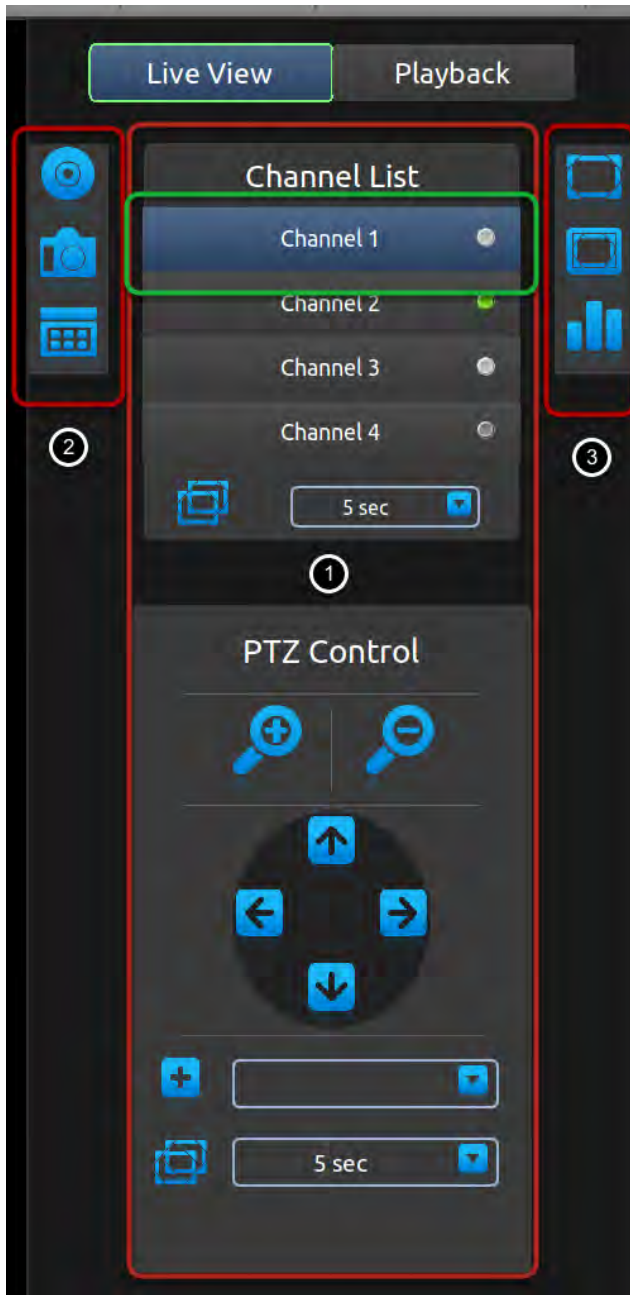 Live View Playback
Channel List
Channel 1
Channel 2
Channel 3
Channel 4
2
3
5 sec
1
PTZ Control
5 sec